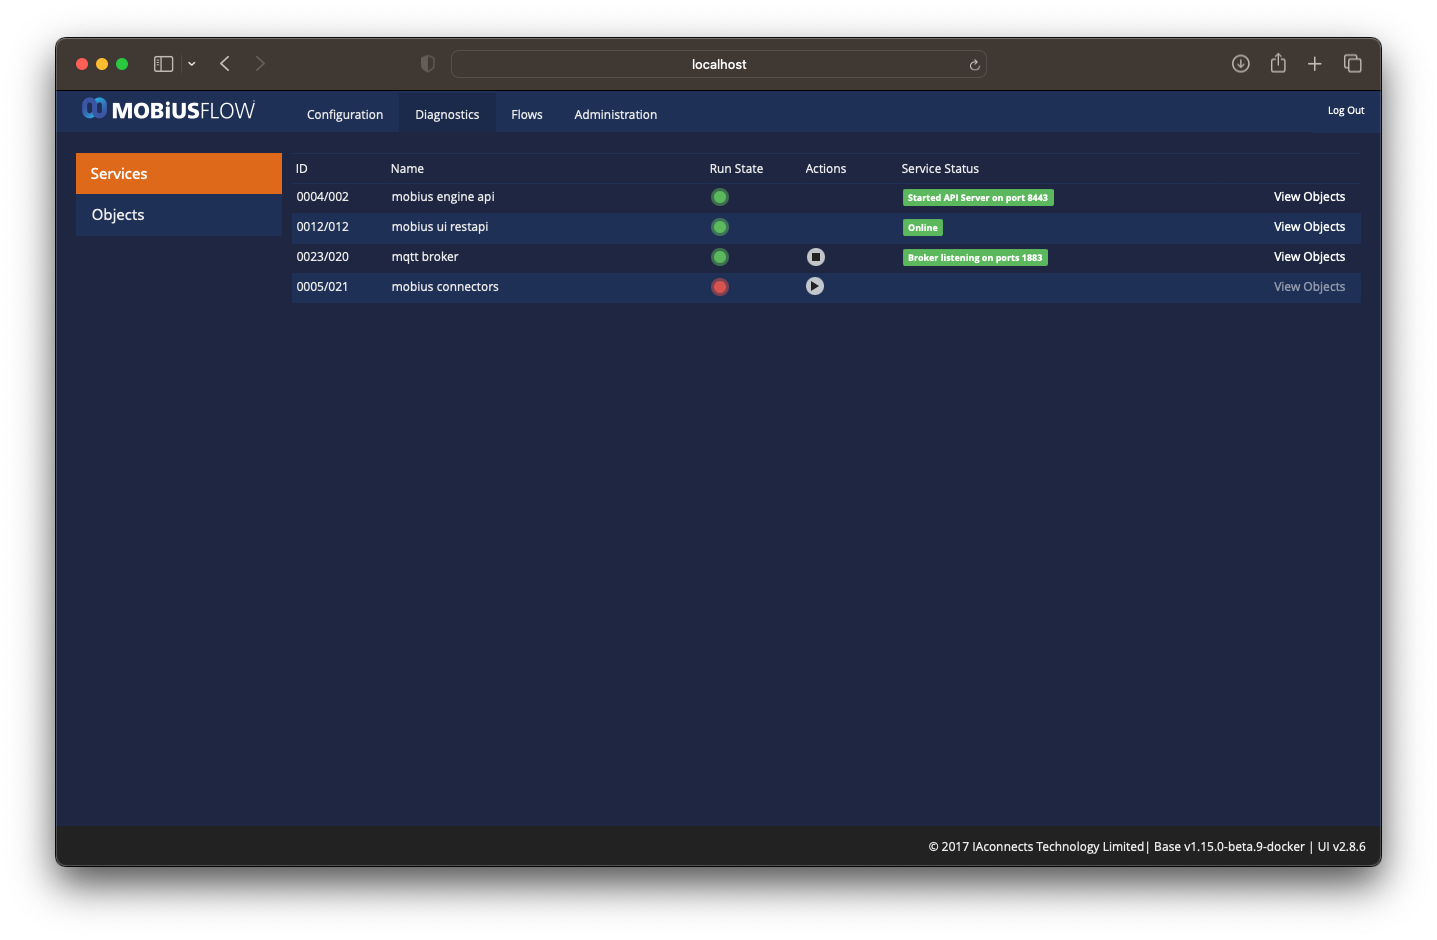 localhost
MOBiUSFLOW Configuration Diagnostics Flows Administration Log Out
Services
Objects
ID Name Run State Actions Service Status
0004/002 mobius engine api Started API Server on port 8443 View Objects
0012/012 mobius ui restapi Online View Objects
0023/020 mqtt broker Broker listening on ports 1883 View Objects
0005/021 mobius connectors View Objects
© 2017 IAconnects Technology Limited| Base v1.15.0-beta.9-docker | UI v2.8.6